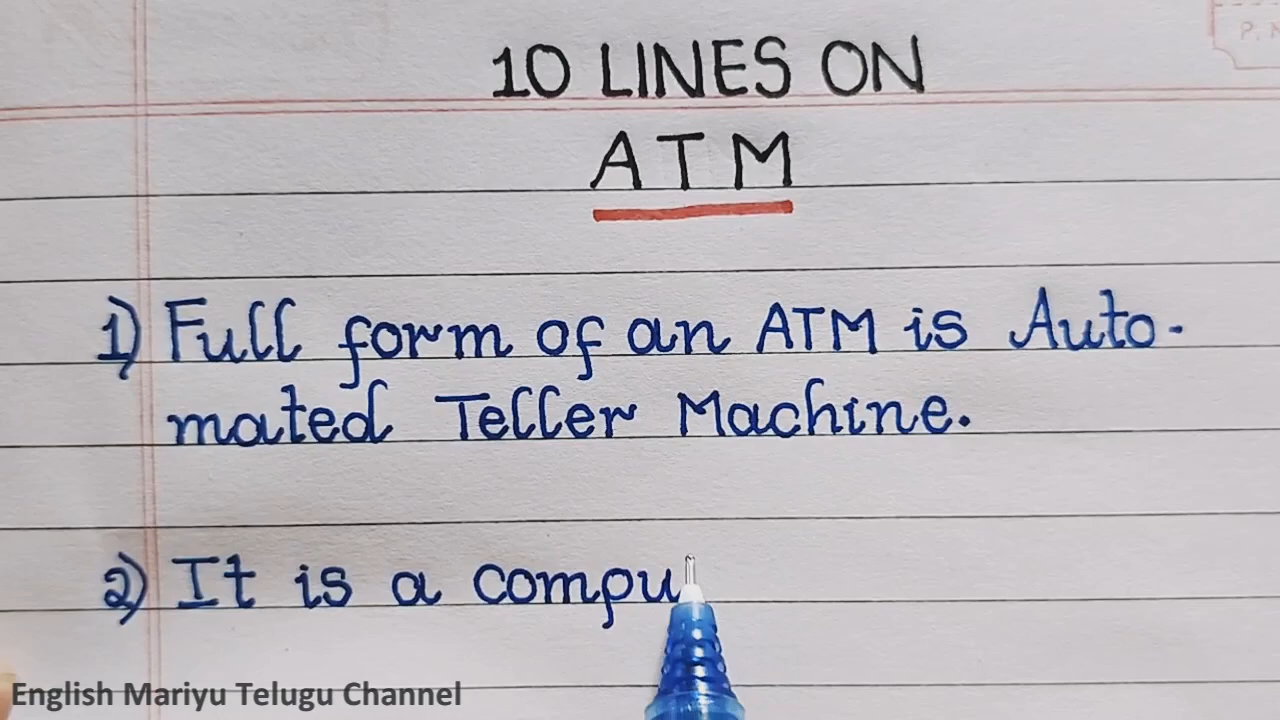 10 LINES ON
ATM
1) Full form of an ATM is Auto-
mated Teller Machine.
2) It is a compu
English Mariyu Telugu Channel